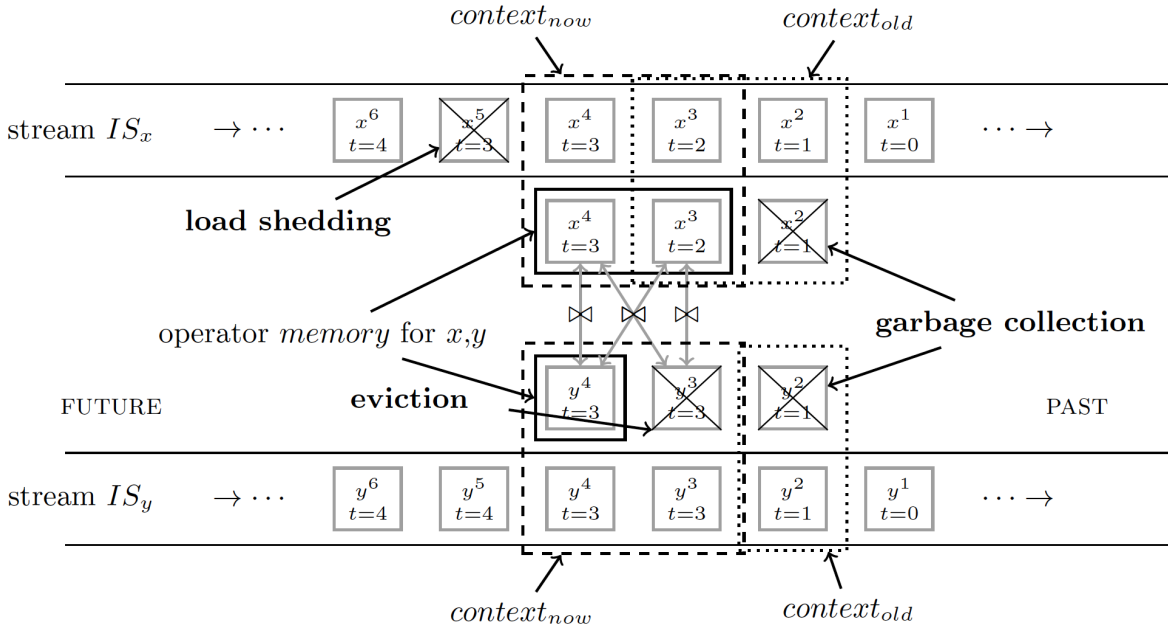 context_now context_old
stream IS_x → ⋯ x^6 x^5 x^4 x^3 x^2 x^1 ⋯ →
t=4 t=3 t=3 t=2 t=1 t=0
load shedding x^4 x^3 x^2
t=3 t=2 t=1
⋈ ⋈ ⋈
operator memory for x,y garbage collection
eviction y^4 y^3 y^2
FUTURE t=3 t=3 t=1 PAST
stream IS_y → ⋯ y^6 y^5 y^4 y^3 y^2 y^1 ⋯ →
t=4 t=4 t=3 t=3 t=1 t=0
context_now context_old